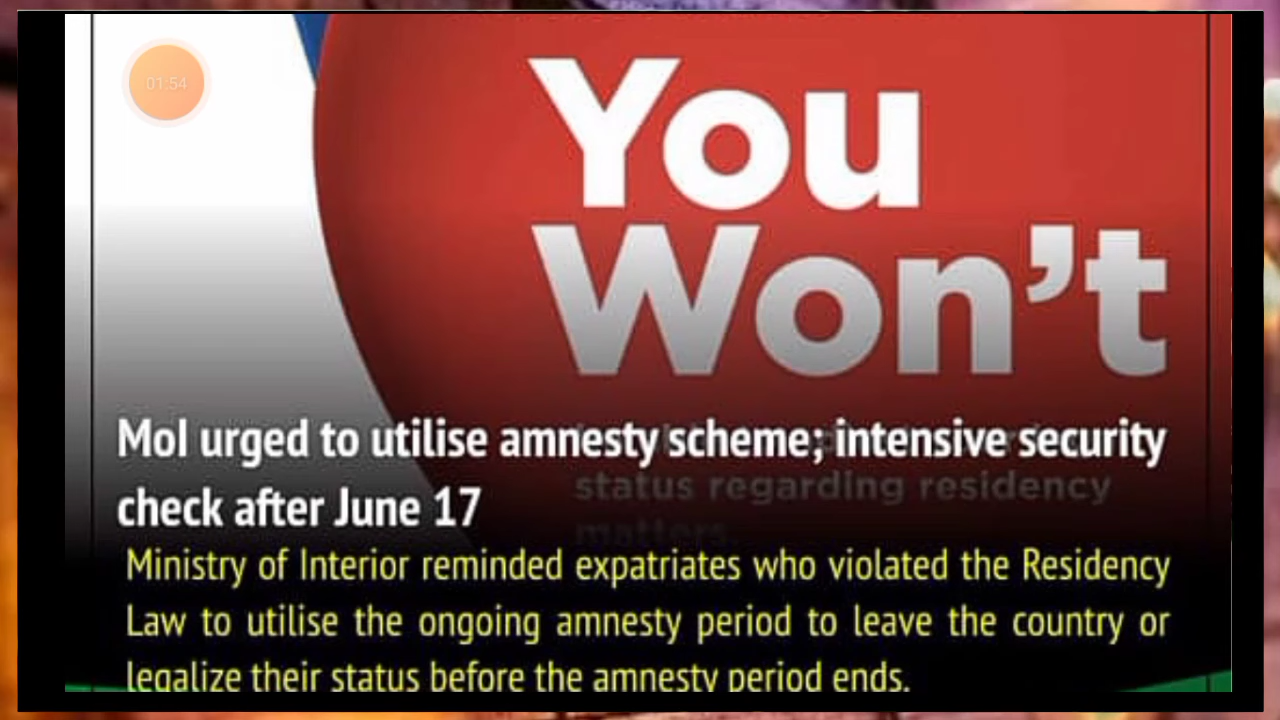 01:54
You
Won't
status regarding residency
matters.
MoI urged to utilise amnesty scheme; intensive security
check after June 17
Ministry of Interior reminded expatriates who violated the Residency
Law to utilise the ongoing amnesty period to leave the country or
legalize their status before the amnesty period ends.